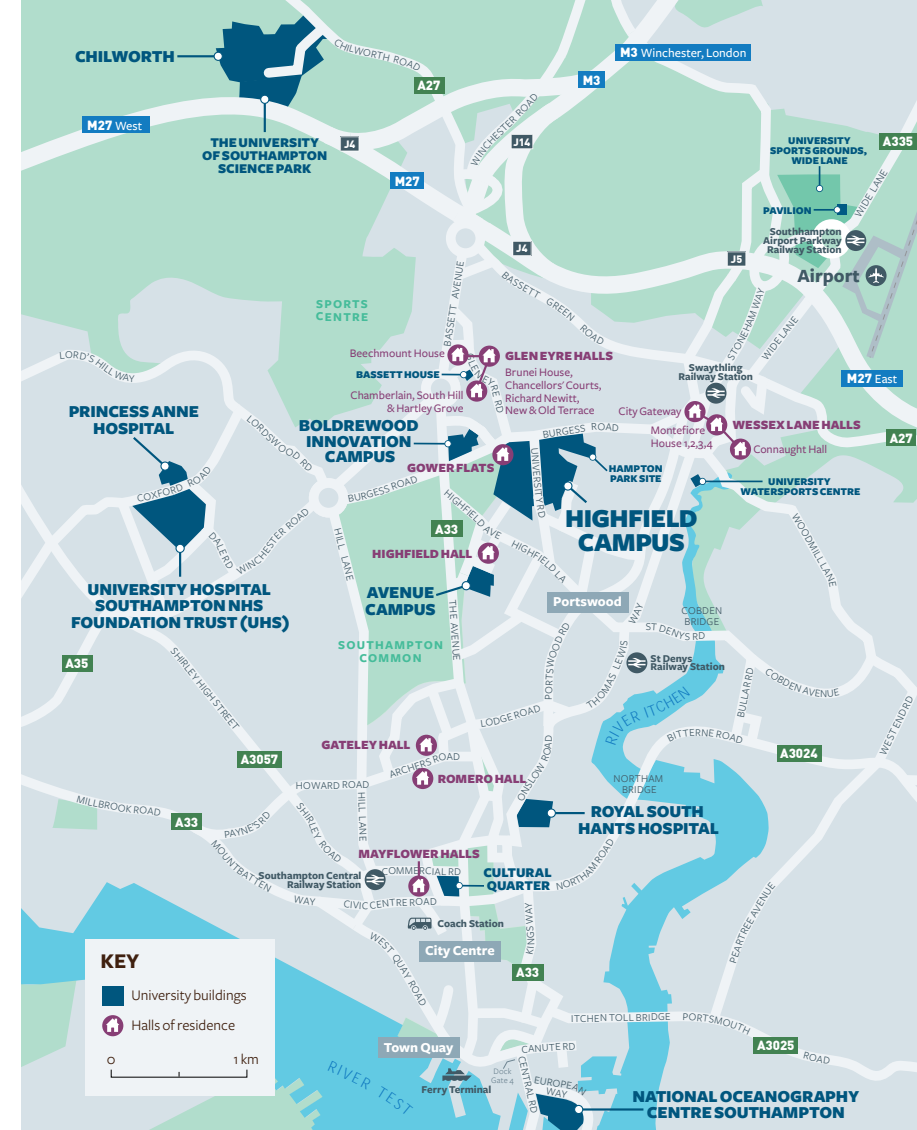 M3 Winchester, London
CHILWORTH
CHILWORTH ROAD
A27
M3
M27 West
WINCHESTER ROAD
THE UNIVERSITY
OF SOUTHAMPTON
SCIENCE PARK
J4
J14
UNIVERSITY
SPORTS GROUNDS,
WIDE LANE
A335
M27
WIDE LANE
PAVILION
Southhampton
Airport Parkway
Railway Station
J4
J5
Airport
BASSETT AVENUE
BASSETT GREEN ROAD
SPORTS
CENTRE
STONEHAM WAY
WIDE LANE
LORD'S HILL WAY
Beechmount House
GLEN EYRE HALLS
BASSETT HOUSE
GLEN EYRE RD
Brunei House,
Chancellors' Courts,
Richard Newitt,
New & Old Terrace
Chamberlain, South Hill
& Hartley Grove
Swaythling
Railway Station
M27 East
City Gateway
WESSEX LANE HALLS
Montefiore
House 1,2,3,4
Connaught Hall
A27
PRINCESS ANNE
HOSPITAL
LORDSWOOD RD
BOLDREWOOD
INNOVATION
CAMPUS
BURGESS ROAD
GOWER FLATS
UNIVERSITY RD
HAMPTON
PARK SITE
UNIVERSITY
WATERSPORTS CENTRE
COXFORD ROAD
BURGESS ROAD
WINCHESTER ROAD
DALE RD
HILL LANE
HIGHFIELD AVE
HIGHFIELD LA
HIGHFIELD
CAMPUS
WOODMILL LANE
A33
HIGHFIELD HALL
UNIVERSITY HOSPITAL
SOUTHAMPTON NHS
FOUNDATION TRUST (UHS)
AVENUE
CAMPUS
THE AVENUE
Portswood
COBDEN
BRIDGE
ST DENYS RD
SOUTHAMPTON
COMMON
A35
SHIRLEY HIGH STREET
PORTSWOOD RD
THOMAS LEWIS WAY
St Denys
Railway Station
RIVER ITCHEN
BULLAR RD
COBDEN AVENUE
WEST END RD
LODGE ROAD
BITTERNE ROAD
A3024
GATELEY HALL
ARCHERS ROAD
ROMERO HALL
A3057
HOWARD ROAD
ONSLOW ROAD
NORTHAM
BRIDGE
MILLBROOK ROAD
A33
PAYNE'S RD
SHIRLEY ROAD
HILL LANE
ROYAL SOUTH
HANTS HOSPITAL
MOUNTBATTEN WAY
MAYFLOWER HALLS
COMMERCIAL RD
Southampton Central
Railway Station
CULTURAL
QUARTER
NORTHAM ROAD
CIVIC CENTRE ROAD
Coach Station
City Centre
KINGSWAY
WEST QUAY ROAD
PEARTREE AVENUE
A33
KEY
University buildings
Halls of residence
0
1 km
ITCHEN TOLL BRIDGE
PORTSMOUTH ROAD
A3025
Town Quay
CANUTE RD
Dock
Gate 4
CENTRAL RD
EUROPEAN
WAY
Ferry Terminal
RIVER TEST
NATIONAL OCEANOGRAPHY
CENTRE SOUTHAMPTON